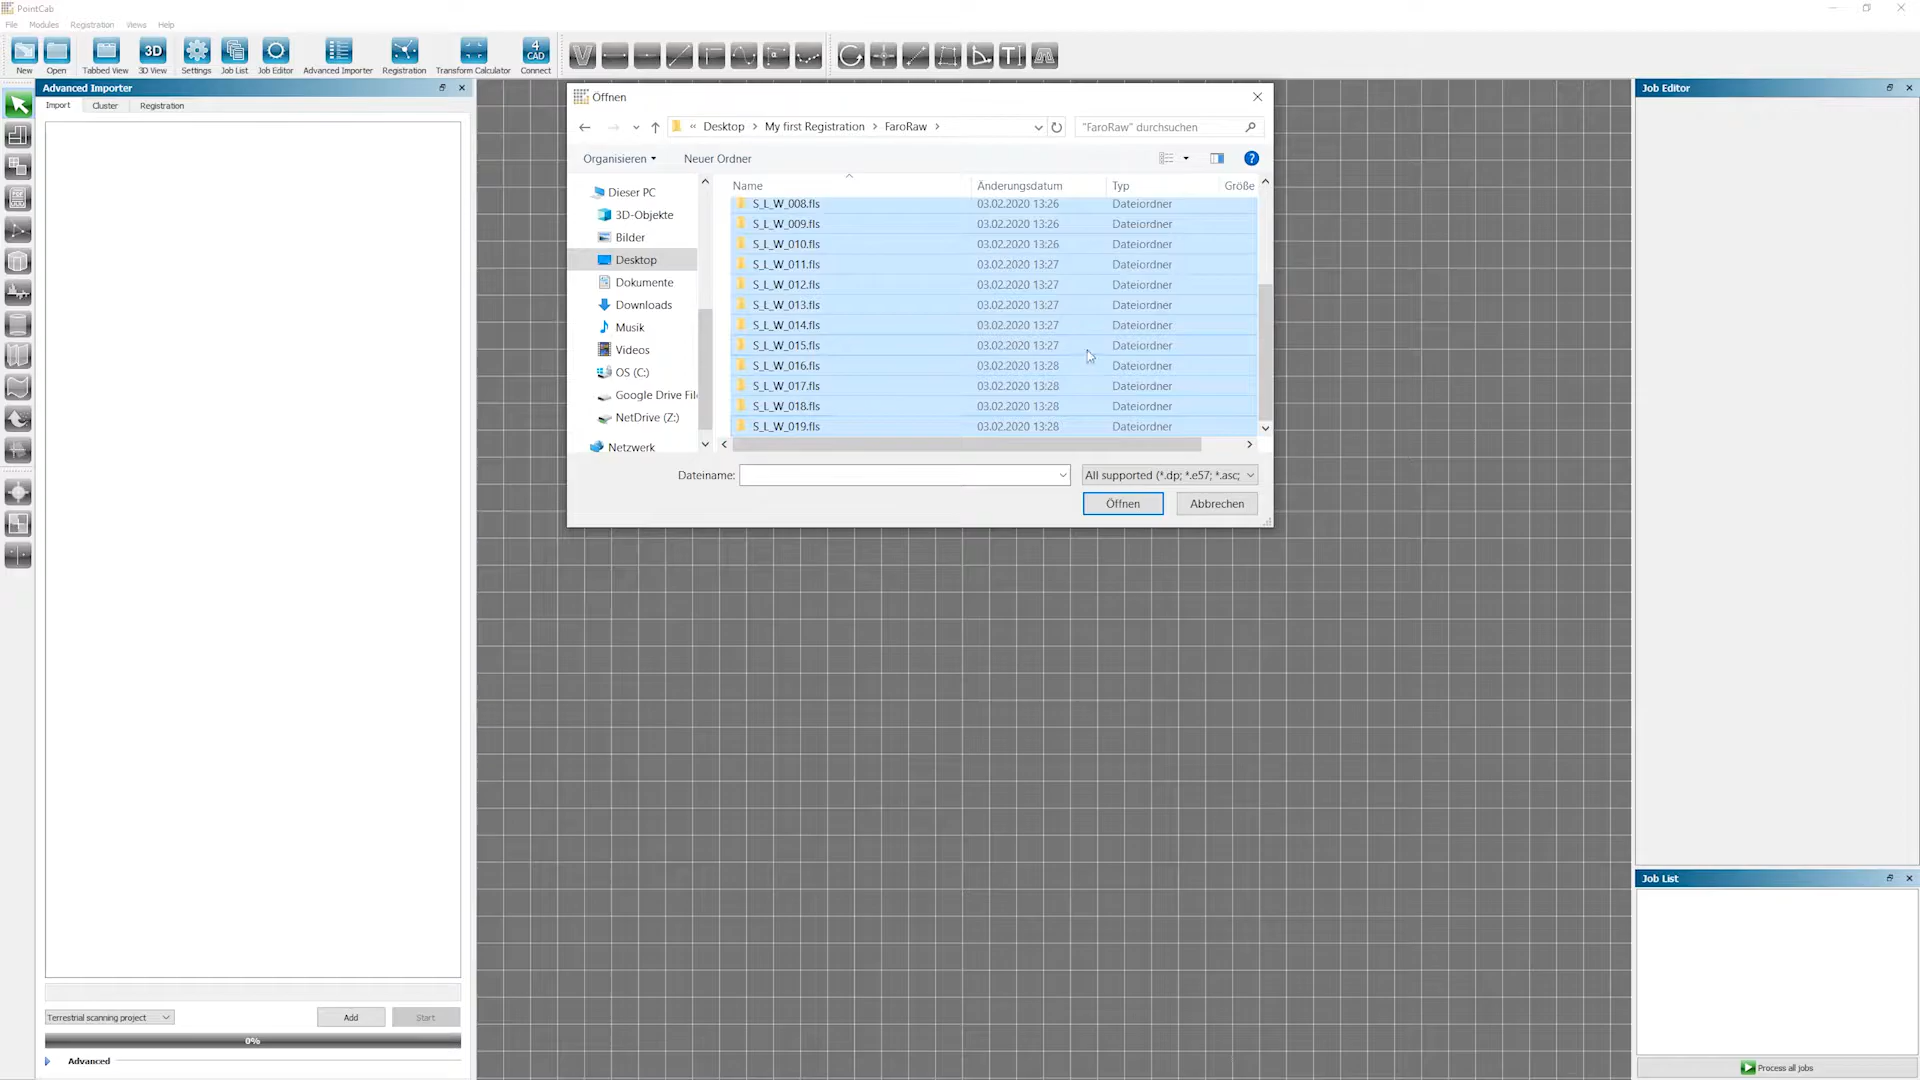 PointCab
File Modules Registration Views Help
New Open Tabbed View 3D 3D View Settings Job List Job Editor Advanced Importer Registration Transform Calculator 4 CAD Connect
Advanced Importer
Import Cluster Registration
Öffnen
« Desktop My first Registration FaroRaw
"FaroRaw" durchsuchen
Organisieren Neuer Ordner
Name Änderungsdatum Typ Größe
Dieser PC
3D-Objekte
Bilder
Desktop
Dokumente
Downloads
Musik
Videos
OS (C:)
Google Drive Fil
NetDrive (Z:)
Netzwerk
S_L_W_008.fls 03.02.2020 13:26 Dateiordner
S_L_W_009.fls 03.02.2020 13:26 Dateiordner
S_L_W_010.fls 03.02.2020 13:26 Dateiordner
S_L_W_011.fls 03.02.2020 13:27 Dateiordner
S_L_W_012.fls 03.02.2020 13:27 Dateiordner
S_L_W_013.fls 03.02.2020 13:27 Dateiordner
S_L_W_014.fls 03.02.2020 13:27 Dateiordner
S_L_W_015.fls 03.02.2020 13:27 Dateiordner
S_L_W_016.fls 03.02.2020 13:28 Dateiordner
S_L_W_017.fls 03.02.2020 13:28 Dateiordner
S_L_W_018.fls 03.02.2020 13:28 Dateiordner
S_L_W_019.fls 03.02.2020 13:28 Dateiordner
Dateiname: All supported (*.dp; *.e57; *.asc;
Öffnen Abbrechen
Job Editor
Job List
Process all jobs
Terrestrial scanning project Add Start
0%
Advanced